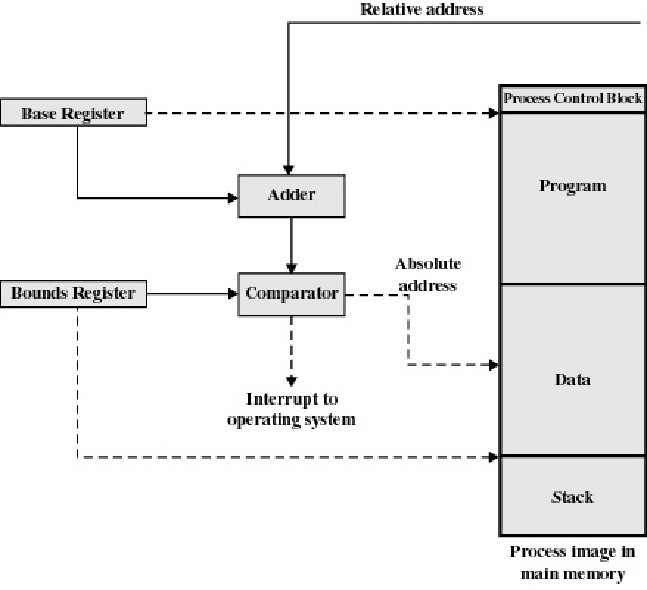 Relative address
Process Control Block
Base Register
Program
Adder
Absolute
address
Bounds Register
Comparator
Data
Interrupt to
operating system
Stack
Process image in
main memory